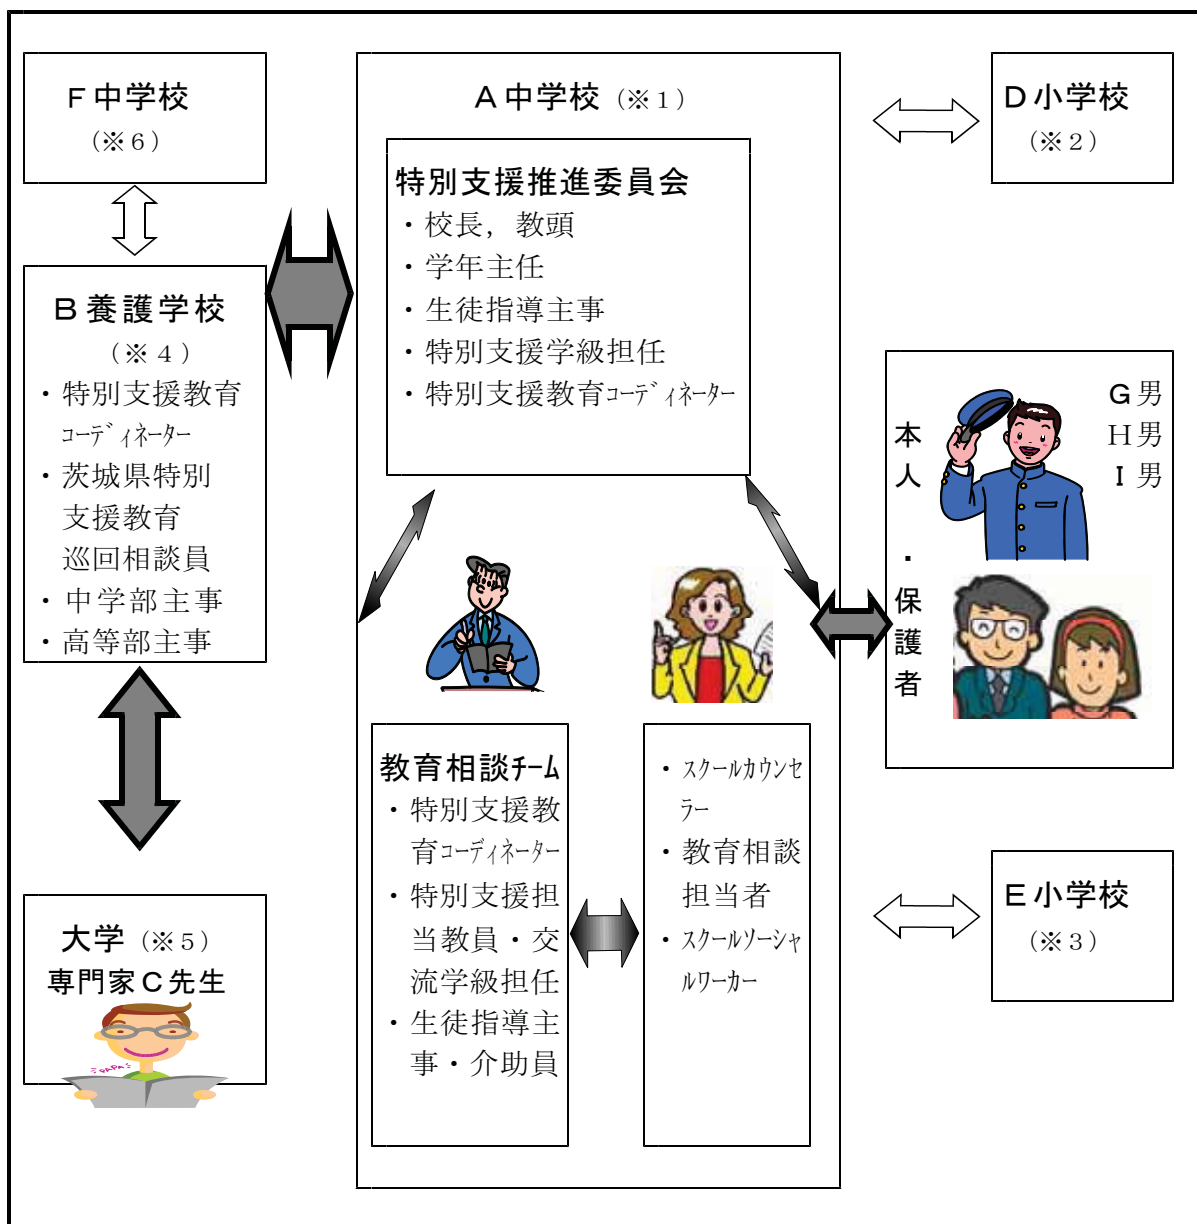 F中学校
（※６）
A中学校（※１）
D小学校
（※２）
特別支援推進委員会
・校長，教頭
・学年主任
・生徒指導主事
・特別支援学級担任
・特別支援教育ｺｰﾃﾞｨﾈｰﾀｰ
B養護学校
（※４）
・特別支援教育
ｺｰﾃﾞｨﾈｰﾀｰ
・茨城県特別
支援教育
巡回相談員
・中学部主事
・高等部主事
本人・保護者
G男
H男
I男
教育相談ﾁｰﾑ
・特別支援教
育ｺｰﾃﾞｨﾈｰﾀｰ
・特別支援担
当教員・交
流学級担任
・生徒指導主
事・介助員
・ｽｸｰﾙｶｳﾝｾ
ﾗｰ
・教育相談
担当者
・ｽｸｰﾙｿｰｼｬ
ﾙﾜｰｶｰ
大学（※５）
専門家C先生
PAPA
E小学校
（※３）